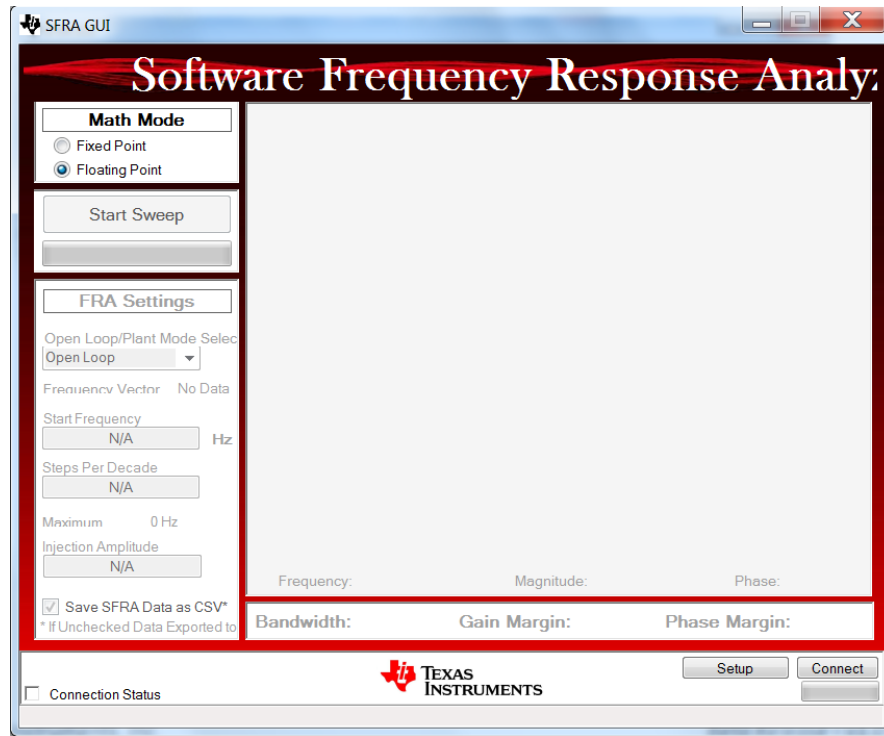 SFRA GUI
Software Frequency Response Analy
Math Mode
Fixed Point
Floating Point
Start Sweep
FRA Settings
Open Loop/Plant Mode Selec
Open Loop
Frequency Vector No Data
Start Frequency
N/A Hz
Steps Per Decade
N/A
Maximum 0 Hz
Injection Amplitude
N/A
Save SFRA Data as CSV*
* If Unchecked Data Exported to
Frequency: Magnitude: Phase:
Bandwidth: Gain Margin: Phase Margin:
Connection Status
TEXAS
INSTRUMENTS
Setup
Connect